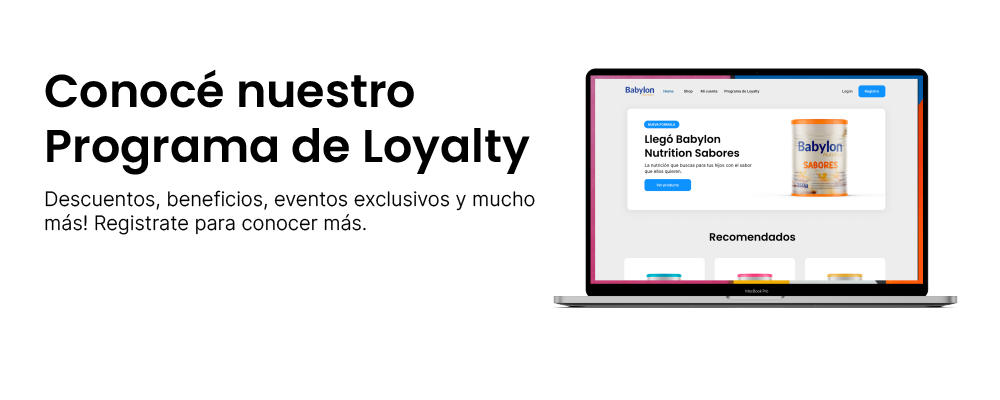 Conocé nuestro
Programa de Loyalty
Descuentos, beneficios, eventos exclusivos y mucho
más! Registrate para conocer más.
Babylon
Home Shop Mi cuenta Programa de Loyalty Login Registro
NUEVA FORMULA
Llegó Babylon
Nutrition Sabores
La nutrición que buscas para tus hijos con el sabor
que ellos quieren.
Ver producto
Babylon
SABORES
Recomendados
MacBook Pro